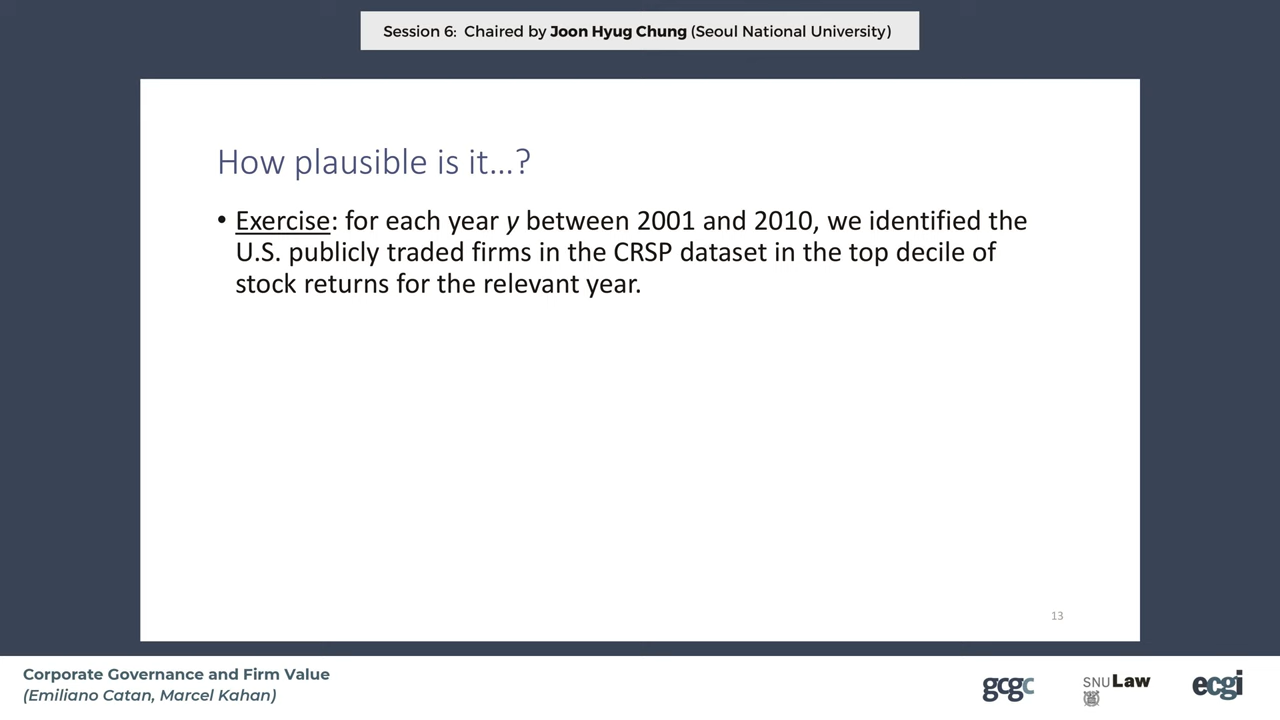 Session 6: Chaired by Joon Hyug Chung (Seoul National University)
How plausible is it…?
• Exercise: for each year y between 2001 and 2010, we identified the
U.S. publicly traded firms in the CRSP dataset in the top decile of
stock returns for the relevant year.
13
Corporate Governance and Firm Value
(Emiliano Catan, Marcel Kahan)
gcgc
SNU Law
ecgi